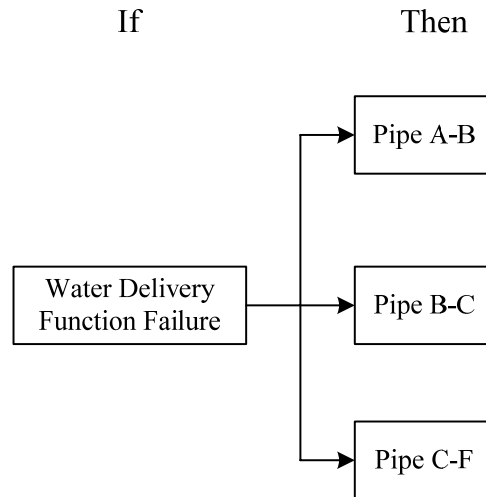 If
Then
Pipe A-B
Water Delivery
Function Failure
Pipe B-C
Pipe C-F